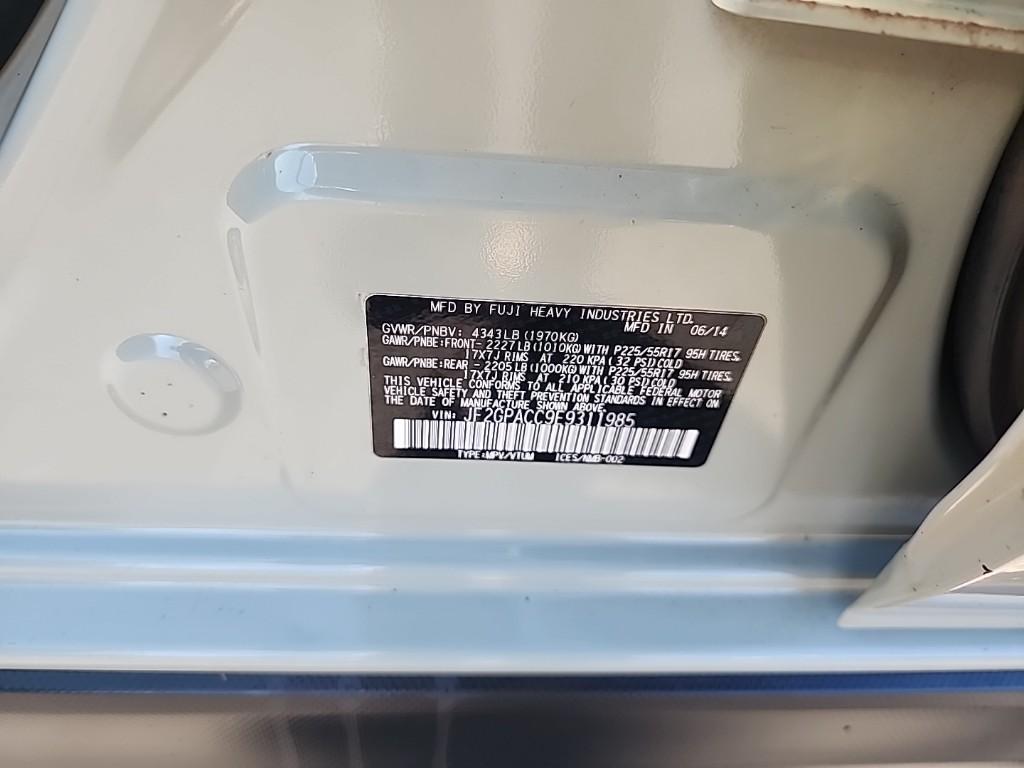 MFD BY FUJI HEAVY INDUSTRIES LTD.
MFD IN 06/14
GVWR/PNBV: 4343LB (1970KG)
GAWR/PNBE:FRONT- 2227LB (1010KG) WITH P225/55R17 95H TIRES
17X7J RIMS AT 220 KPA ( 32 PSI) COLD
GAWR/PNBE:REAR - 2205LB (1000KG) WITH P225/55R17 95H TIRES
17X7J RIMS AT 210 KPA ( 30 PSI) COLD
THIS VEHICLE CONFORMS TO ALL APPLICABLE FEDERAL MOTOR
VEHICLE SAFETY AND THEFT PREVENTION STANDARDS IN EFFECT ON
THE DATE OF MANUFACTURE SHOWN ABOVE.
VIN: JF2GPACC9E9311985
TYPE:MPV/VTUM ICES/NMB-002